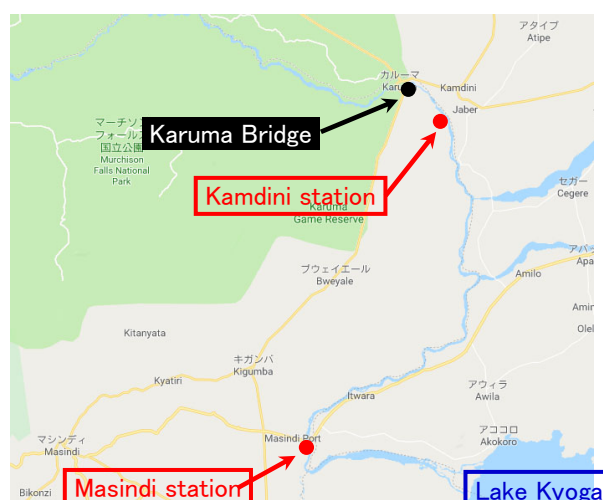 アタイプ
Atipe
カルーマ
Karu
Kamdini
Jaber
マーチソ
フォール
国立公園
Murchison
Falls National
Park
Karuma Bridge
セガー
Cegere
Kamdini station
Karuma
Game Reserve
アパッ
Apa
ブウェイエール
Bweyale
Amilo
Amin
Olel
Kitanyata
キガンバ
Kigumba
Kyatiri
アウィラ
Awila
Itwara
アココロ
Akokoro
マシンディ
Masindi
Masindi Port
Bikonzi
Masindi station
Lake Kyoga